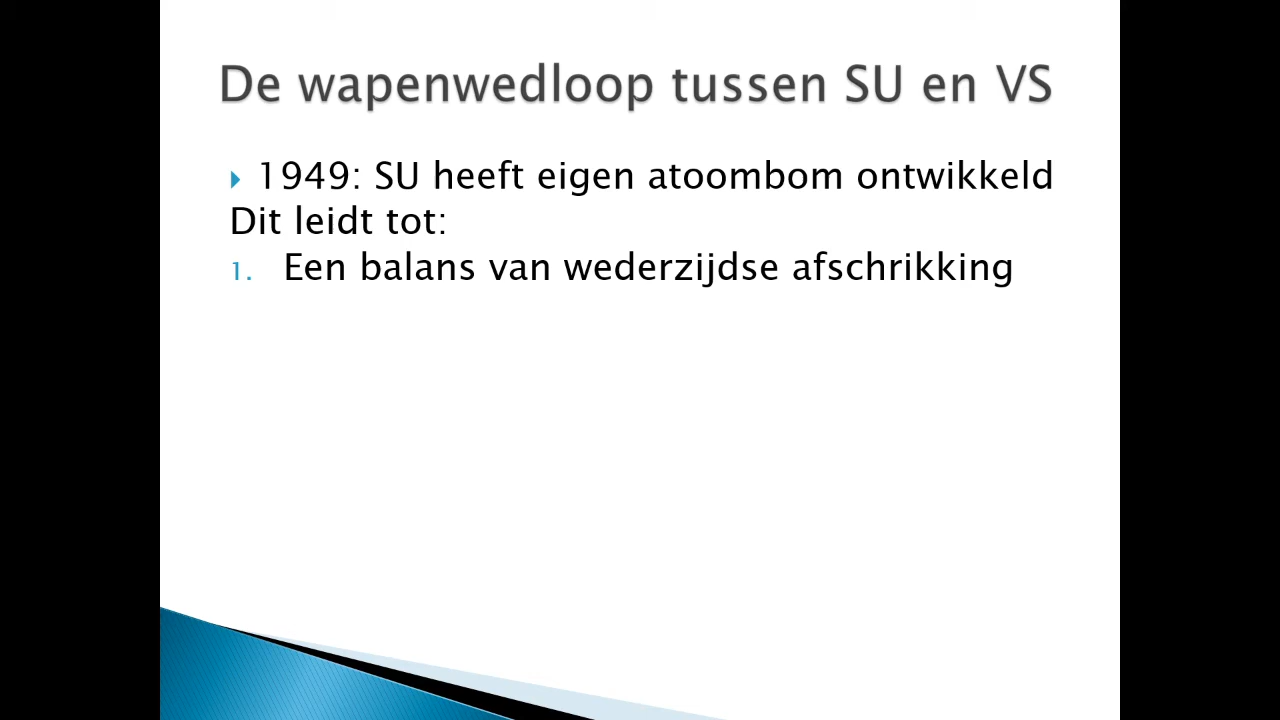 De wapenwedloop tussen SU en VS
1949: SU heeft eigen atoombom ontwikkeld
Dit leidt tot:
1. Een balans van wederzijdse afschrikking